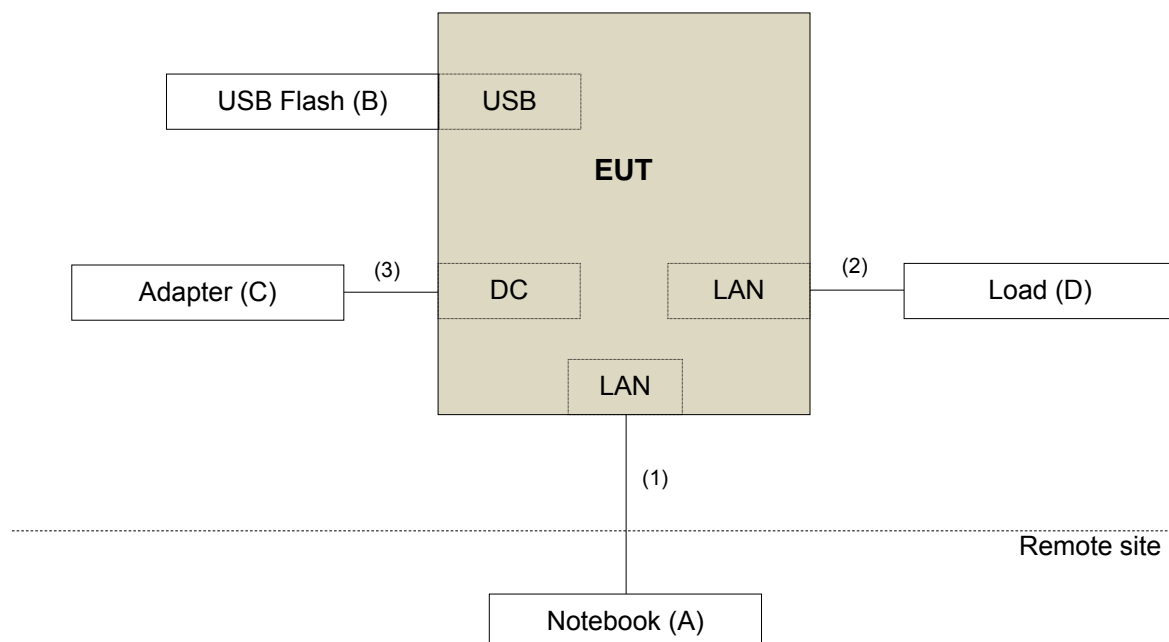 USB Flash (B)
USB
EUT
Adapter (C)
(3)
DC
LAN
(2)
Load (D)
LAN
(1)
Remote site
Notebook (A)